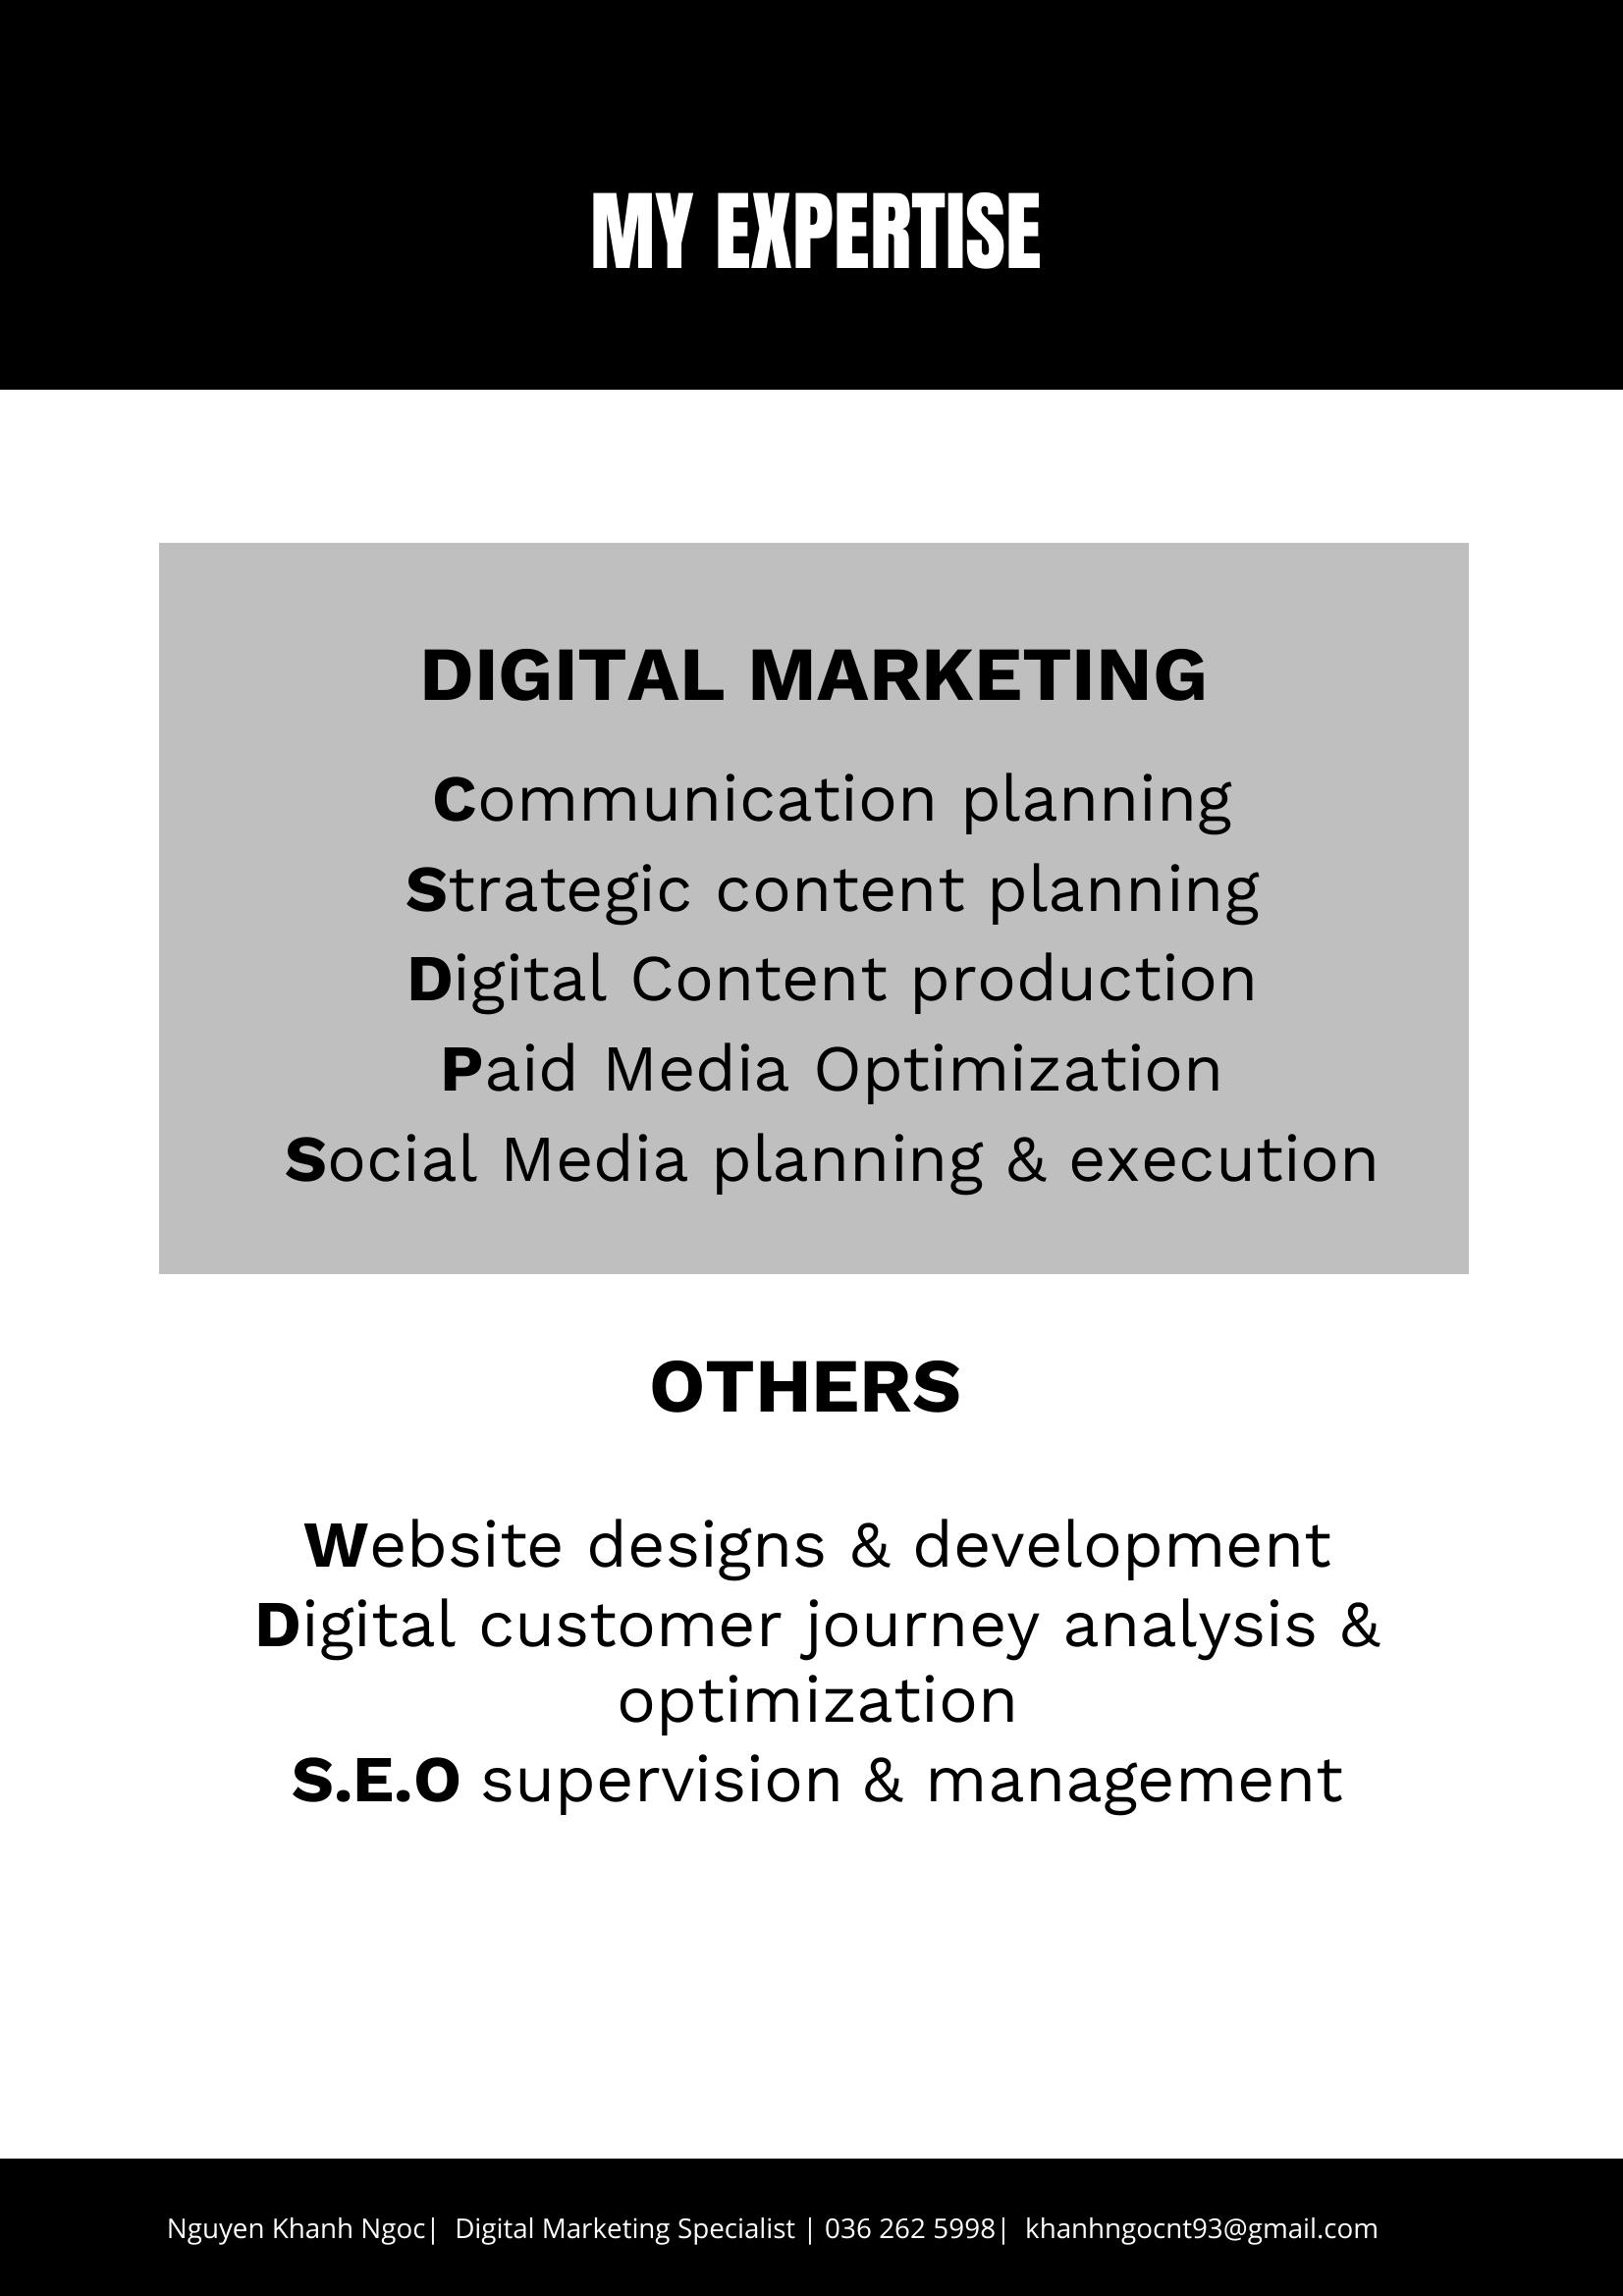 MY EXPERTISE
DIGITAL MARKETING
Communication planning
Strategic content planning
Digital Content production
Paid Media Optimization
Social Media planning & execution
OTHERS
Website designs & development
Digital customer journey analysis &
optimization
S.E.O supervision & management
Nguyen Khanh Ngoc| Digital Marketing Specialist | 036 262 5998| khanhngocnt93@gmail.com